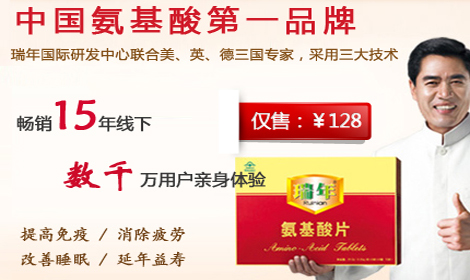 中国氨基酸第一品牌
瑞年国际研发中心联合美、英、德三国专家，采用三大技术
畅销15年线下
仅售：￥128
数千万用户亲身体验
瑞年
Runian
氨基酸片
Amino-Acid Tablets
提高免疫 / 消除疲劳
改善睡眠 / 延年益寿